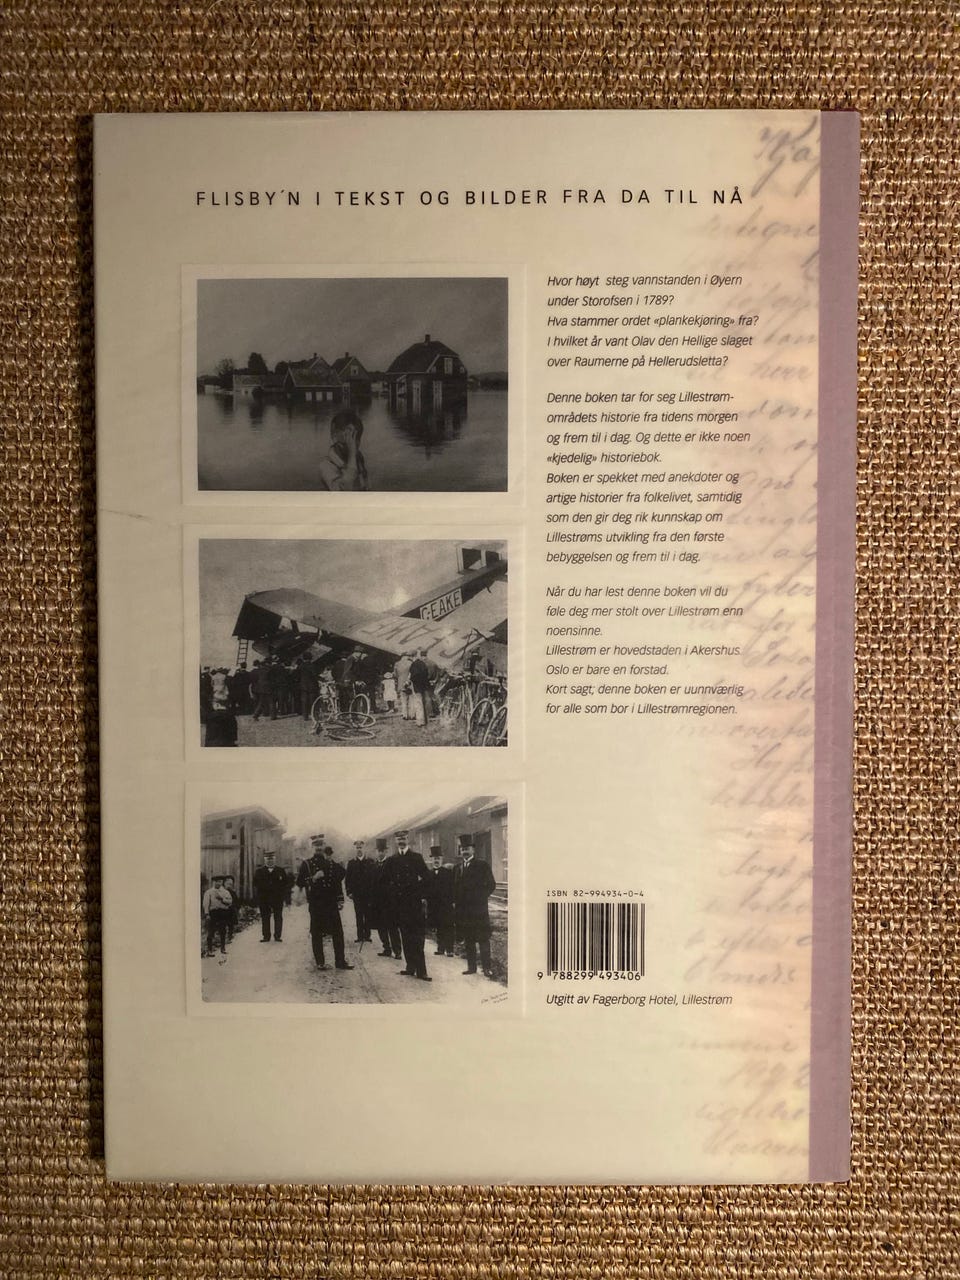 FLISBY´N I TEKST OG BILDER FRA DA TIL NÅ
Hvor høyt steg vannstanden i Øyern
under Storofsen i 1789?
Hva stammer ordet «plankekjøring» fra?
I hvilket år vant Olav den Hellige slaget
over Raumerne på Hellerudsletta?
Denne boken tar for seg Lillestrøm-
områdets historie fra tidens morgen
og frem til i dag. Og dette er ikke noen
«kjedelig» historiebok.
Boken er spekket med anekdoter og
artige historier fra folkelivet, samtidig
som den gir deg rik kunnskap om
Lillestrøms utvikling fra den første
bebyggelsen og frem til i dag.
Når du har lest denne boken vil du
føle deg mer stolt over Lillestrøm enn
noensinne.
Lillestrøm er hovedstaden i Akershus.
Oslo er bare en forstad.
Kort sagt; denne boken er uunnværlig
for alle som bor i Lillestrømregionen.
G-EAKE
ISBN 82-994934-0-4
9 788299 493406
Utgitt av Fagerborg Hotel, Lillestrøm